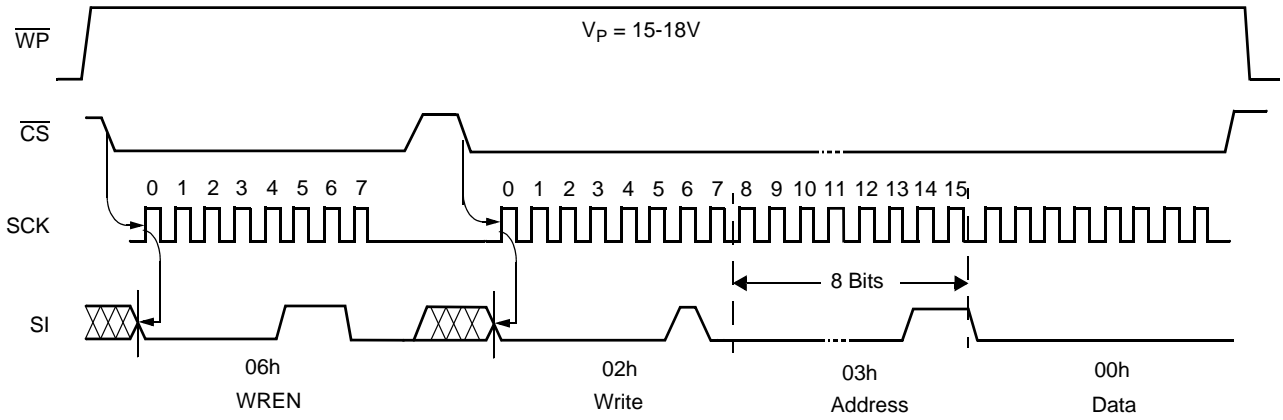 WP
V_P = 15-18V
CS
0 1 2 3 4 5 6 7 0 1 2 3 4 5 6 7 8 9 10 11 12 13 14 15
SCK
8 Bits
SI
06h 02h 03h 00h
WREN Write Address Data